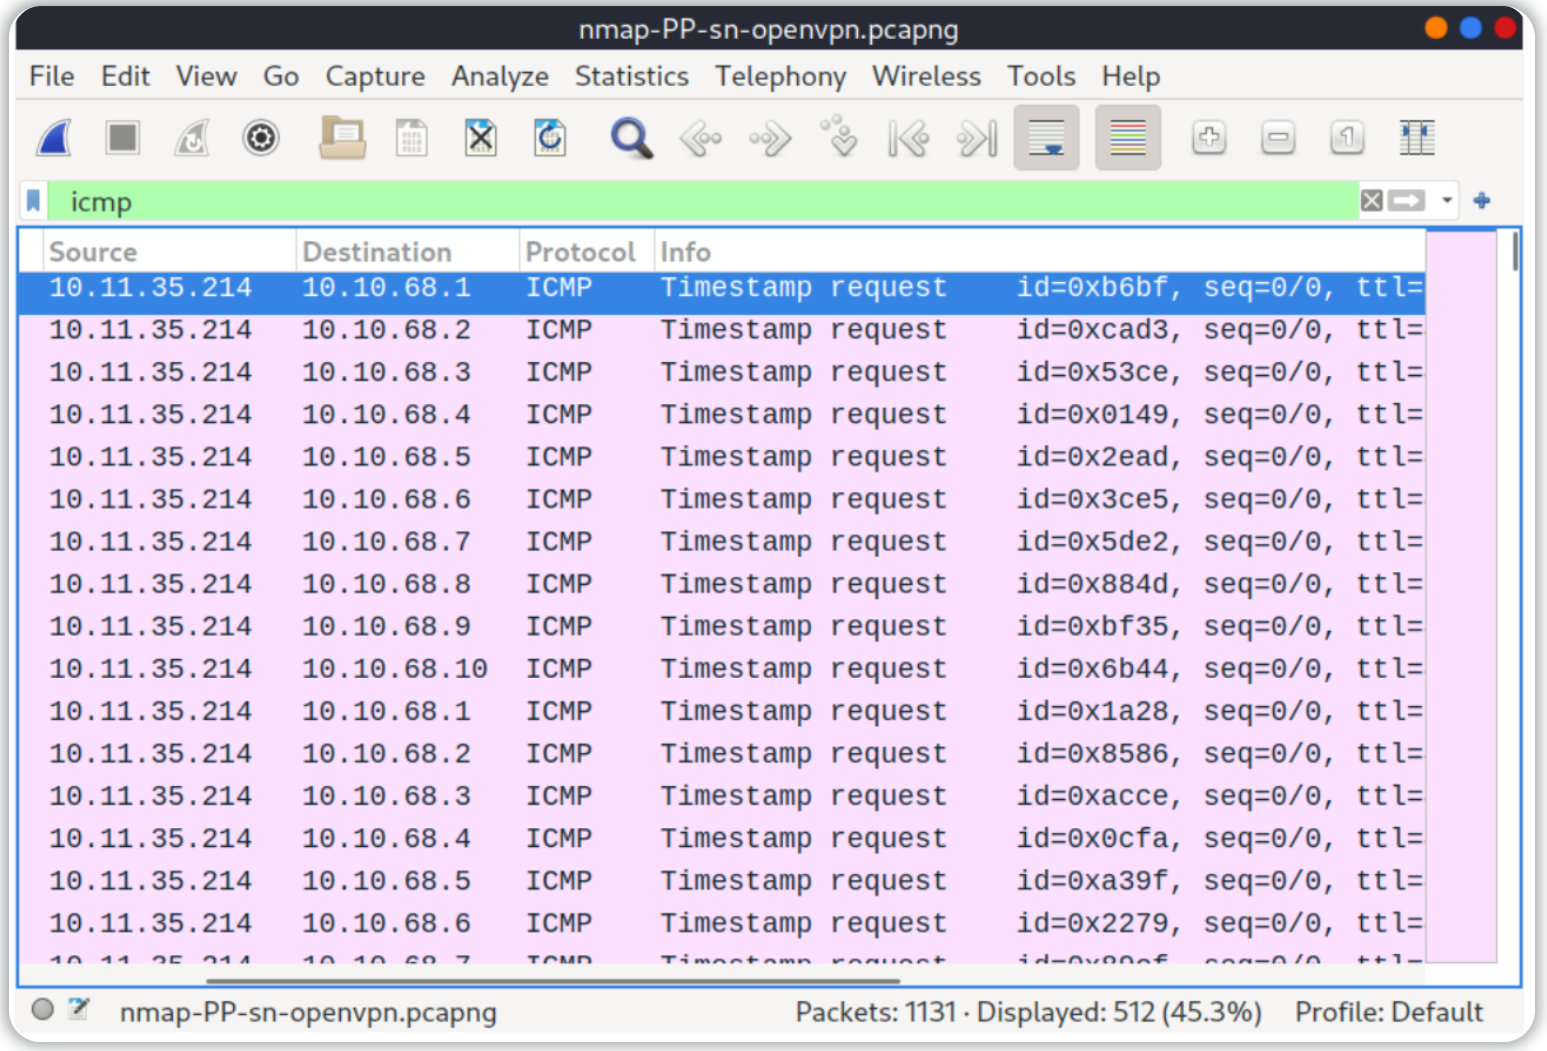 nmap-PP-sn-openvpn.pcapng
File Edit View Go Capture Analyze Statistics Telephony Wireless Tools Help
icmp
Source Destination Protocol Info
10.11.35.214 10.10.68.1 ICMP Timestamp request id=0xb6bf, seq=0/0, ttl=
10.11.35.214 10.10.68.2 ICMP Timestamp request id=0xcad3, seq=0/0, ttl=
10.11.35.214 10.10.68.3 ICMP Timestamp request id=0x53ce, seq=0/0, ttl=
10.11.35.214 10.10.68.4 ICMP Timestamp request id=0x0149, seq=0/0, ttl=
10.11.35.214 10.10.68.5 ICMP Timestamp request id=0x2ead, seq=0/0, ttl=
10.11.35.214 10.10.68.6 ICMP Timestamp request id=0x3ce5, seq=0/0, ttl=
10.11.35.214 10.10.68.7 ICMP Timestamp request id=0x5de2, seq=0/0, ttl=
10.11.35.214 10.10.68.8 ICMP Timestamp request id=0x884d, seq=0/0, ttl=
10.11.35.214 10.10.68.9 ICMP Timestamp request id=0xbf35, seq=0/0, ttl=
10.11.35.214 10.10.68.10 ICMP Timestamp request id=0x6b44, seq=0/0, ttl=
10.11.35.214 10.10.68.1 ICMP Timestamp request id=0x1a28, seq=0/0, ttl=
10.11.35.214 10.10.68.2 ICMP Timestamp request id=0x8586, seq=0/0, ttl=
10.11.35.214 10.10.68.3 ICMP Timestamp request id=0xacce, seq=0/0, ttl=
10.11.35.214 10.10.68.4 ICMP Timestamp request id=0x0cfa, seq=0/0, ttl=
10.11.35.214 10.10.68.5 ICMP Timestamp request id=0xa39f, seq=0/0, ttl=
10.11.35.214 10.10.68.6 ICMP Timestamp request id=0x2279, seq=0/0, ttl=
10.11.35.214 10.10.68.7 ICMP Timestamp request seq=0/0, ttl=
nmap-PP-sn-openvpn.pcapng Packets: 1131 · Displayed: 512 (45.3%) Profile: Default